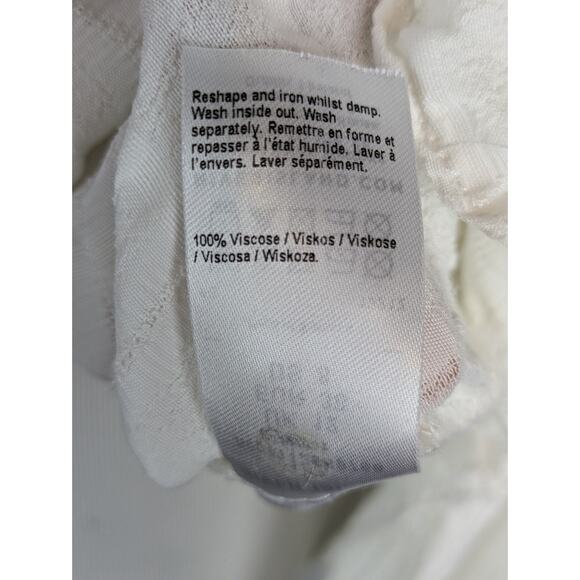 Reshape and iron whilst damp.
Wash inside out. Wash
separately. Remettre en forme et
repasser à l'état humide. Laver à
l'envers. Laver séparément.
100% Viscose / Viskos / Viskose
/ Viscosa / Wiskoza.